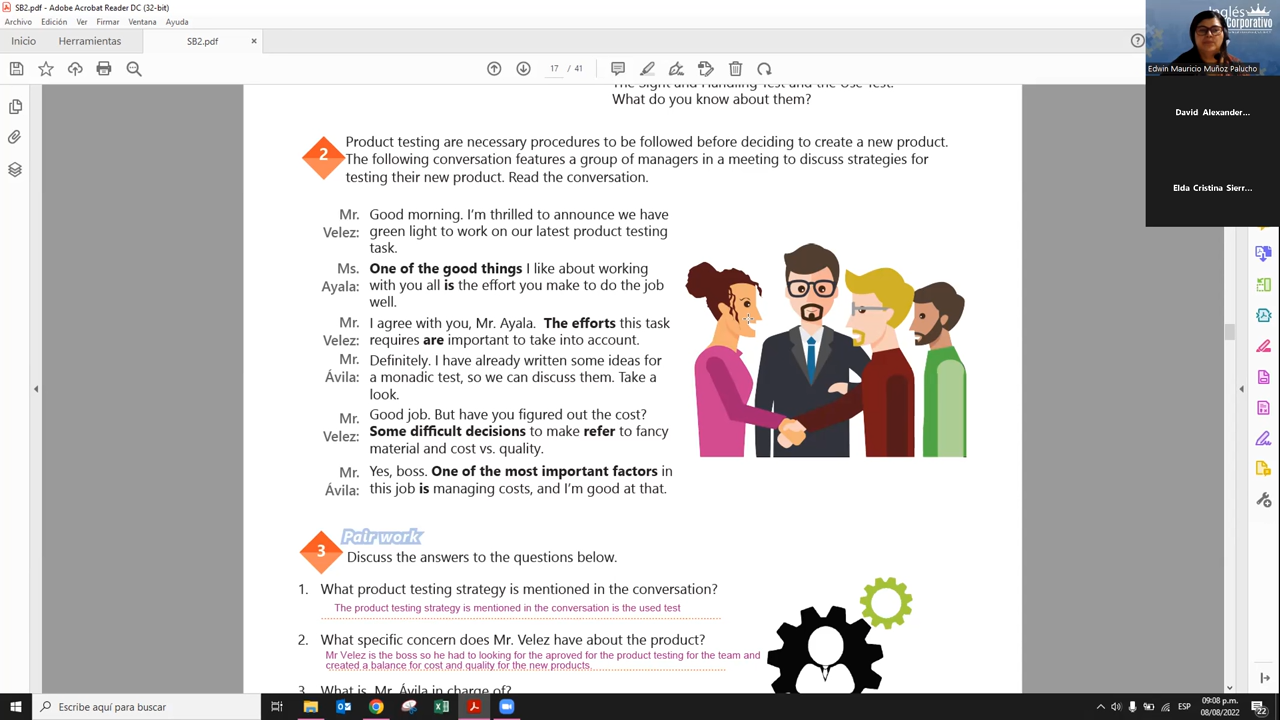 SB2.pdf - Adobe Acrobat Reader DC (32-bit)
Archivo Edición Ver Firmar Ventana Ayuda
Inicio Herramientas SB2.pdf ×
17 / 41
Inglés
Corporativo
Edwin Mauricio Muñoz Palucho
David Alexander ...
Elda Cristina Sierr...
What do you know about them?
2
Product testing are necessary procedures to be followed before deciding to create a new product.
The following conversation features a group of managers in a meeting to discuss strategies for
testing their new product. Read the conversation.
Mr. Velez: Good morning. I'm thrilled to announce we have
green light to work on our latest product testing
task.
Ms. Ayala: One of the good things I like about working
with you all is the effort you make to do the job
well.
Mr. Velez: I agree with you, Mr. Ayala. The efforts this task
requires are important to take into account.
Mr. Ávila: Definitely. I have already written some ideas for
a monadic test, so we can discuss them. Take a
look.
Mr. Velez: Good job. But have you figured out the cost?
Some difficult decisions to make refer to fancy
material and cost vs. quality.
Mr. Ávila: Yes, boss. One of the most important factors in
this job is managing costs, and I'm good at that.
3
Pair work
Discuss the answers to the questions below.
1. What product testing strategy is mentioned in the conversation?
The product testing strategy is mentioned in the conversation is the used test
2. What specific concern does Mr. Velez have about the product?
Mr Velez is the boss so he had to looking for the aproved for the product testing for the team and
created a balance for cost and quality for the new products.
3. What is Mr. Ávila in charge of?
Escribe aquí para buscar
ESP
09:08 p.m.
08/08/2022
22